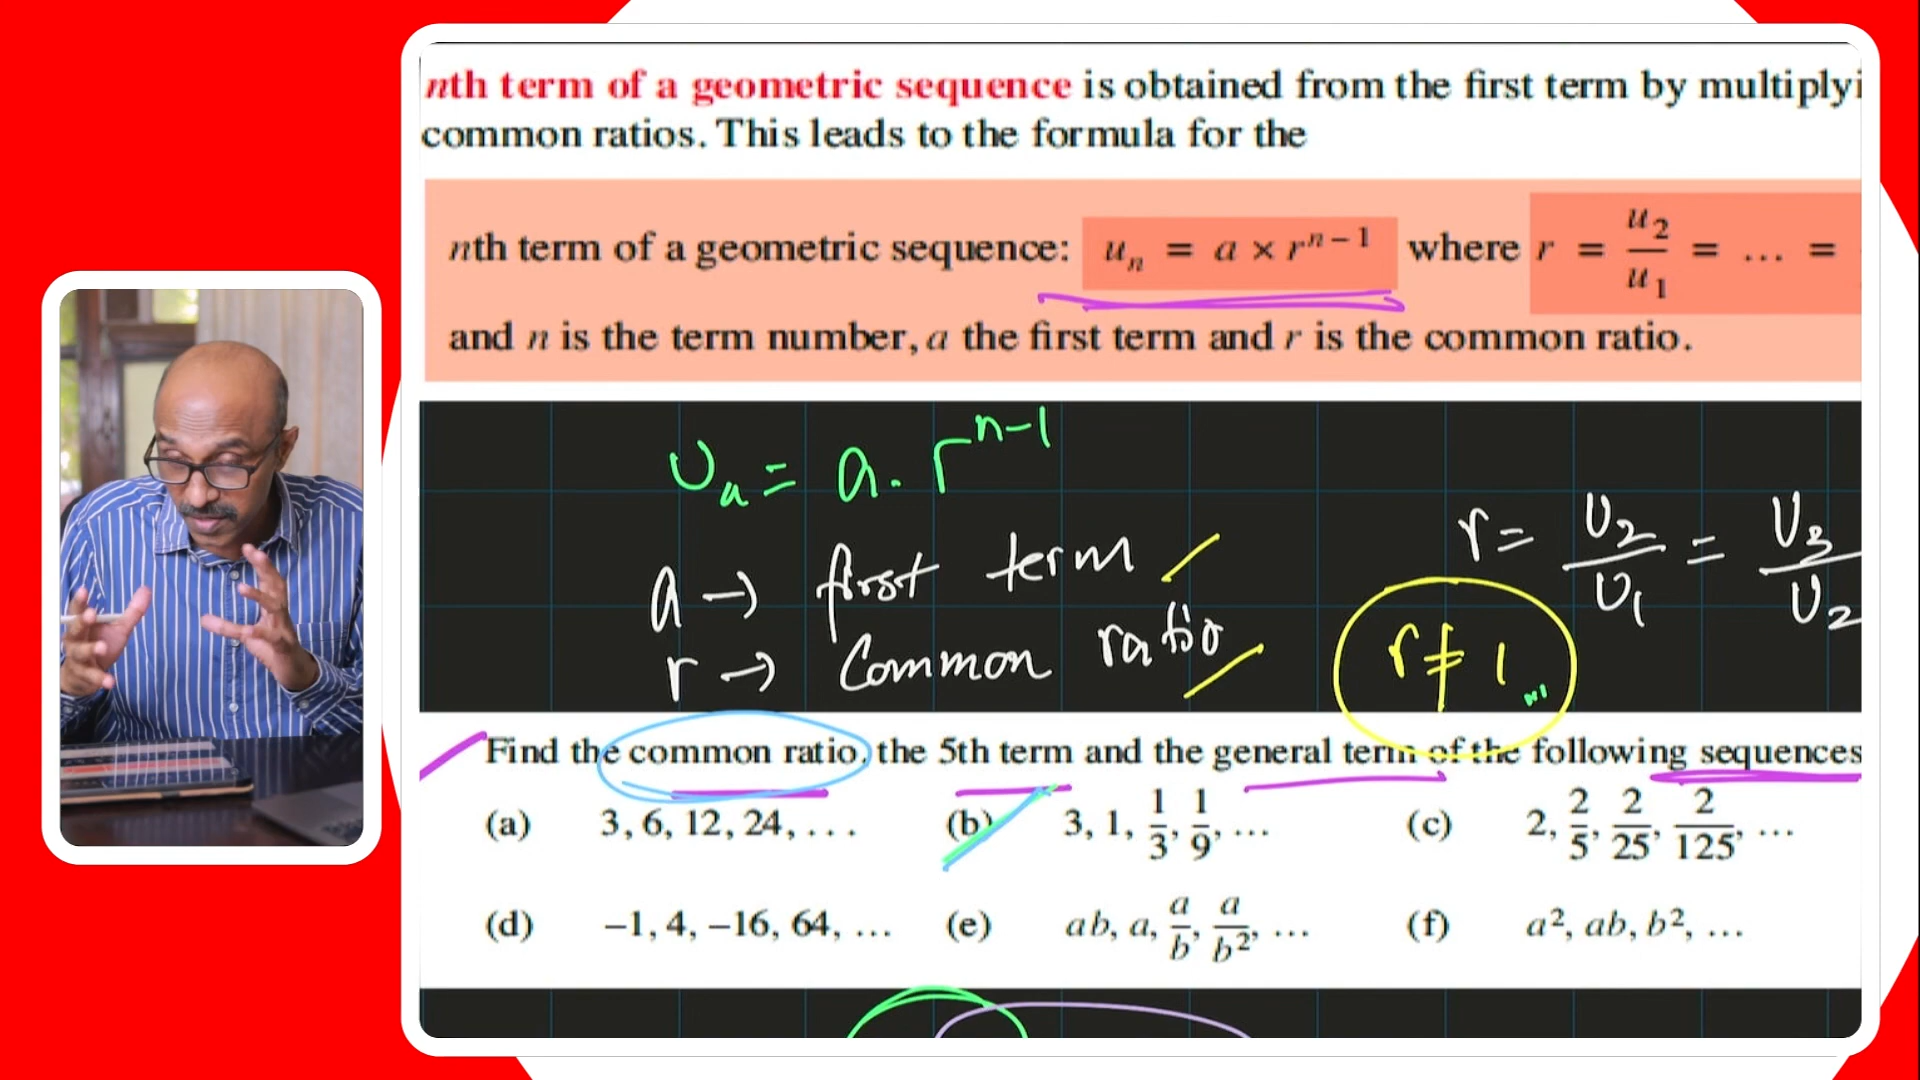 nth term of a geometric sequence is obtained from the first term by multiplyi
common ratios. This leads to the formula for the
nth term of a geometric sequence: uₙ = a × rⁿ⁻¹ where r = u₂/u₁ = ... =
and n is the term number, a the first term and r is the common ratio.
Uₙ = a. rⁿ⁻¹
r = U₂/U₁ = U₃/U₂
a → first term
r → Common ratio
r ≠ 1
Find the common ratio, the 5th term and the general term of the following sequences
(a) 3, 6, 12, 24, ... (b) 3, 1, 1/3, 1/9, ... (c) 2, 2/5, 2/25, 2/125, ...
(d) −1, 4, −16, 64, ... (e) ab, a, a/b, a/b², ... (f) a², ab, b², ...